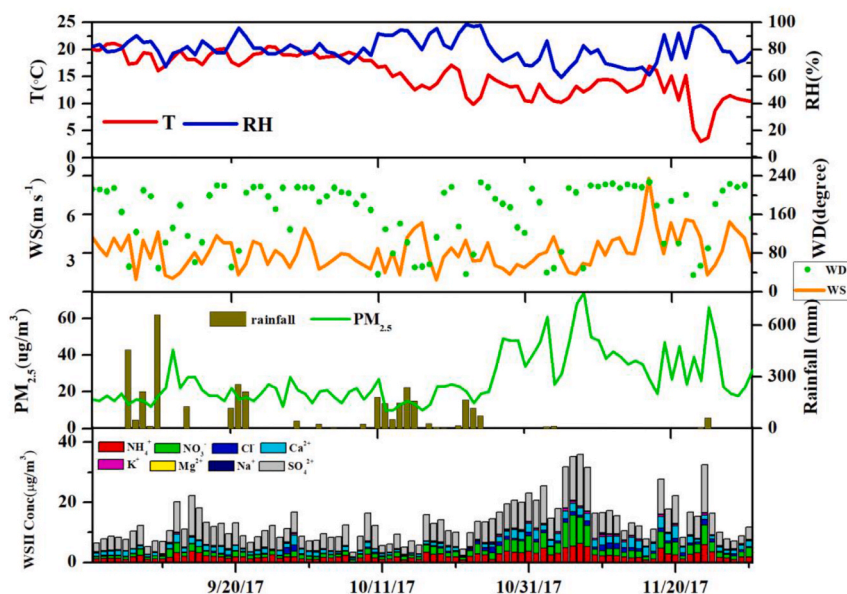 25 100
20 80
15 60
10 40
5 20
0 0
T(°C) RH(%)
T RH
9 240
6 160
3 80
0
WS(m s⁻¹) WD(degree)
WD
WS
60 600
40
20 300
0 0
PM₂.₅(ug/m³) Rainfall (mm)
rainfall PM₂.₅
40
20
0
WSII Conc(μg/m³)
NH₄⁺ NO₃⁻ Cl⁻ Ca²⁺
K⁺ Mg²⁺ Na⁺ SO₄²⁺
9/20/17 10/11/17 10/31/17 11/20/17